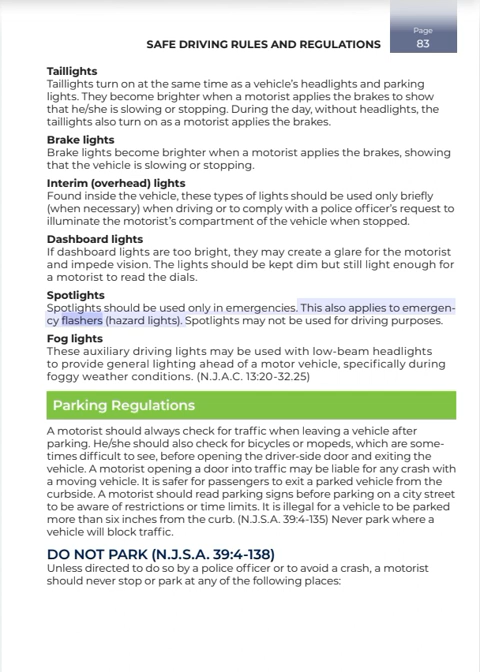 Page
83
SAFE DRIVING RULES AND REGULATIONS
Taillights
Taillights turn on at the same time as a vehicle's headlights and parking
lights. They become brighter when a motorist applies the brakes to show
that he/she is slowing or stopping. During the day, without headlights, the
taillights also turn on as a motorist applies the brakes.
Brake lights
Brake lights become brighter when a motorist applies the brakes, showing
that the vehicle is slowing or stopping.
Interim (overhead) lights
Found inside the vehicle, these types of lights should be used only briefly
(when necessary) when driving or to comply with a police officer's request to
illuminate the motorist's compartment of the vehicle when stopped.
Dashboard lights
If dashboard lights are too bright, they may create a glare for the motorist
and impede vision. The lights should be kept dim but still light enough for
a motorist to read the dials.
Spotlights
Spotlights should be used only in emergencies. This also applies to emergen-
cy flashers (hazard lights). Spotlights may not be used for driving purposes.
Fog lights
These auxiliary driving lights may be used with low-beam headlights
to provide general lighting ahead of a motor vehicle, specifically during
foggy weather conditions. (N.J.A.C. 13:20-32.25)
Parking Regulations
A motorist should always check for traffic when leaving a vehicle after
parking. He/she should also check for bicycles or mopeds, which are some-
times difficult to see, before opening the driver-side door and exiting the
vehicle. A motorist opening a door into traffic may be liable for any crash with
a moving vehicle. It is safer for passengers to exit a parked vehicle from the
curbside. A motorist should read parking signs before parking on a city street
to be aware of restrictions or time limits. It is illegal for a vehicle to be parked
more than six inches from the curb. (N.J.S.A. 39:4-135) Never park where a
vehicle will block traffic.
DO NOT PARK (N.J.S.A. 39:4-138)
Unless directed to do so by a police officer or to avoid a crash, a motorist
should never stop or park at any of the following places: